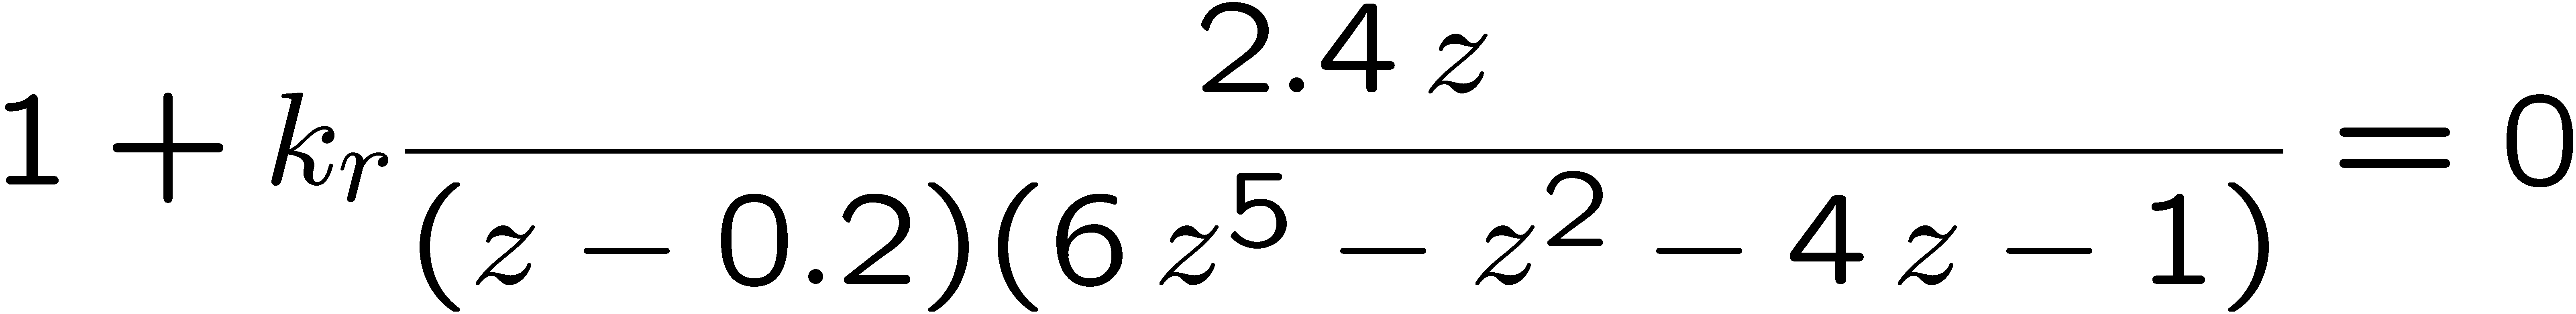 1 + k_r \frac{2.4 z}{(z - 0.2)(6 z^5 - z^2 - 4 z - 1)} = 0